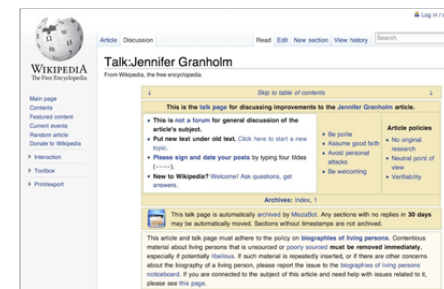 Log in /
Article Discussion Read Edit New section View history Search
WIKIPEDIA
The Free Encyclopedia
Main page
Contents
Featured content
Current events
Random article
Donate to Wikipedia
Interaction
Toolbox
Print/export
Talk:Jennifer Granholm
From Wikipedia, the free encyclopedia
↓ Skip to table of contents ↓
This is the talk page for discussing improvements to the Jennifer Granholm article.
• This is not a forum for general discussion of the
article's subject.
• Put new text under old text. Click here to start a new
topic.
• Please sign and date your posts by typing four tildes
(~~~~).
• New to Wikipedia? Welcome! Ask questions, get
answers.
• Be polite
• Assume good faith
• Avoid personal
attacks
• Be welcoming
Article policies
• No original
research
• Neutral point of
view
• Verifiability
Archives: Index, 1
This talk page is automatically archived by MiszaBot. Any sections with no replies in 30 days
may be automatically moved. Sections without timestamps are not archived.
This article and talk page must adhere to the policy on biographies of living persons. Contentious
material about living persons that is unsourced or poorly sourced must be removed immediately,
especially if potentially libellous. If such material is repeatedly inserted, or if there are other concerns
about the biography of a living person, please report the issue to the biographies of living persons
noticeboard. If you are connected to the subject of this article and need help with issues related to it,
please see this page.